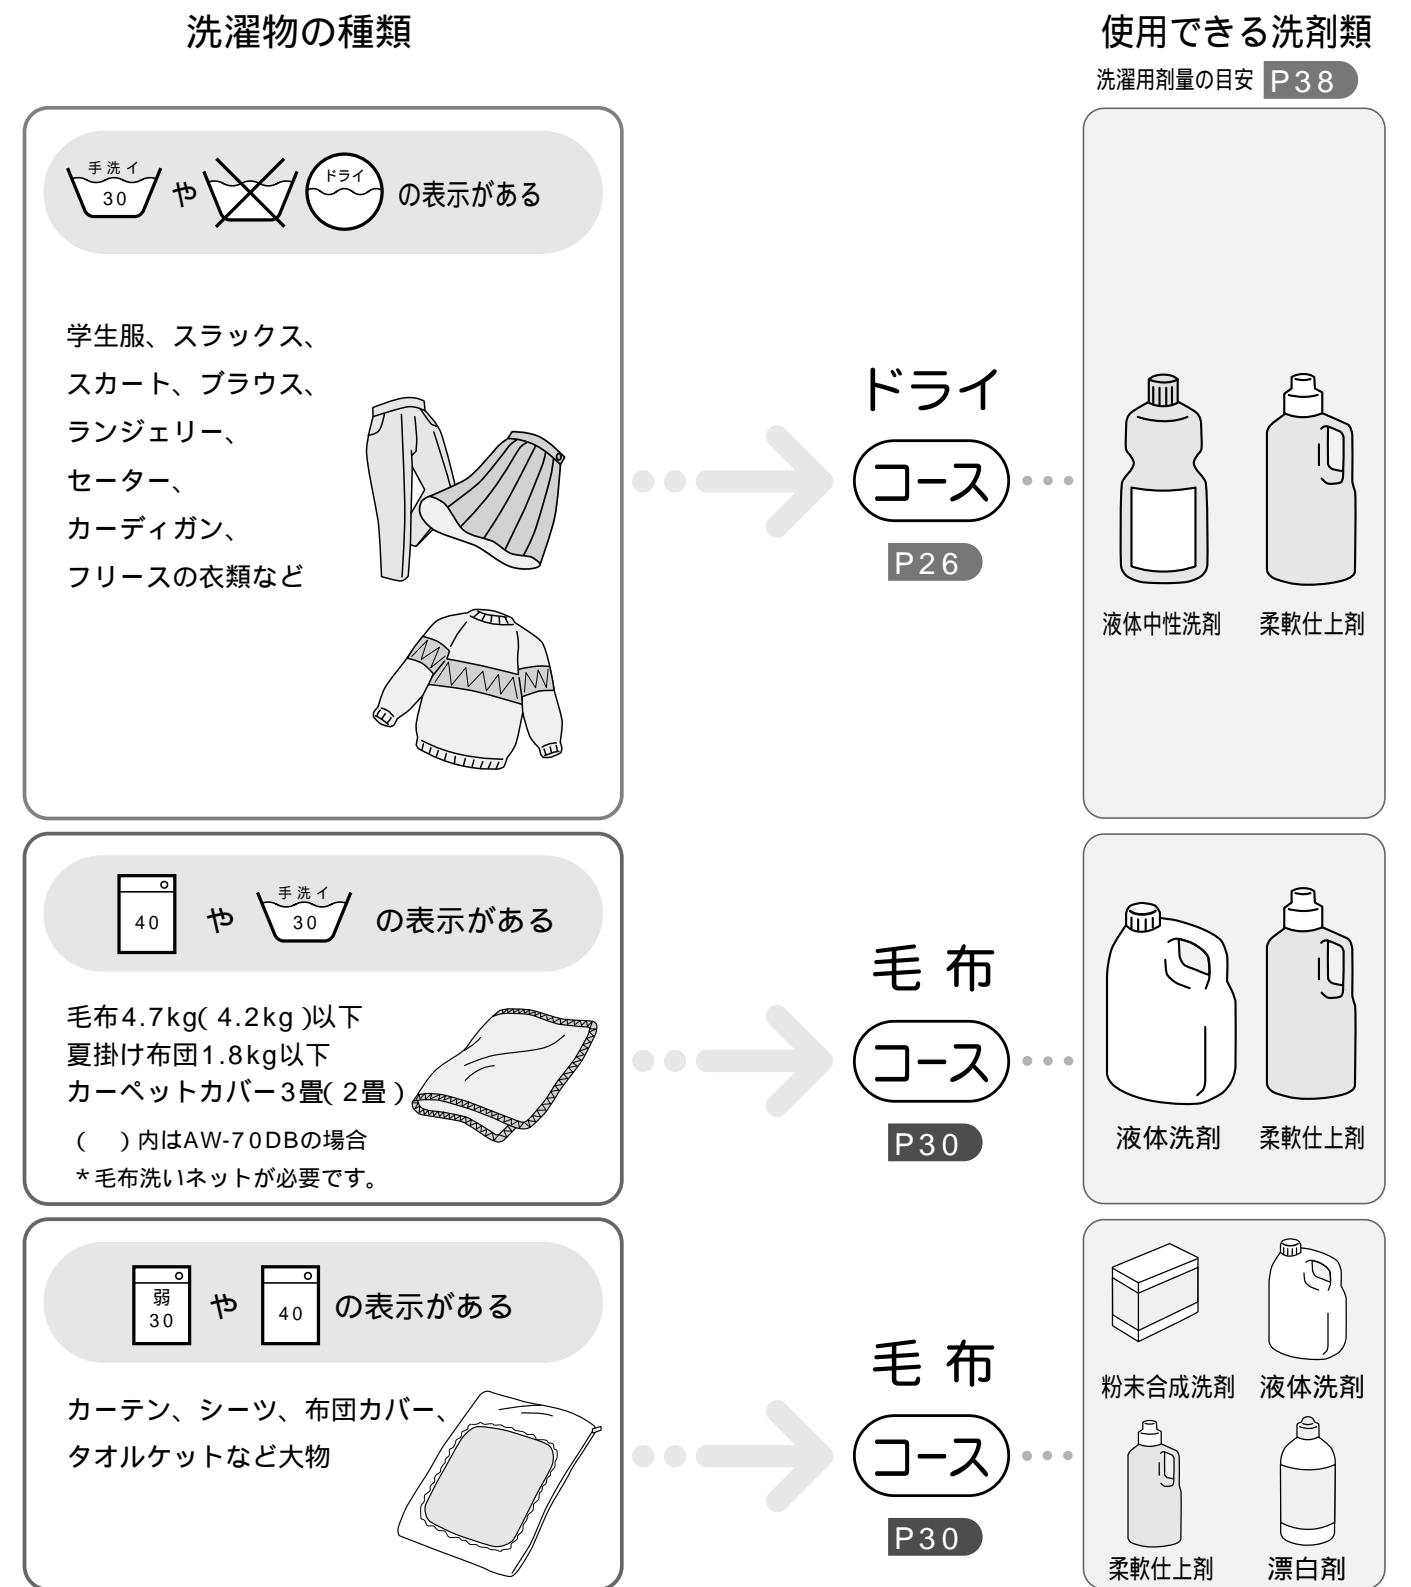 洗濯物の種類
使用できる洗剤類
洗濯用剤量の目安 P38
手洗イ
30
や
ドライ
の表示がある
学生服、スラックス、
スカート、ブラウス、
ランジェリー、
セーター、
カーディガン、
フリースの衣類など
ドライ
コース
P26
液体中性洗剤
柔軟仕上剤
40
や
手洗イ
30
の表示がある
毛布4.7kg(4.2kg)以下
夏掛け布団1.8kg以下
カーペットカバー3畳(2畳)
(　)内はAW-70DBの場合
*毛布洗いネットが必要です。
毛布
コース
P30
液体洗剤
柔軟仕上剤
弱
30
や
40
の表示がある
カーテン、シーツ、布団カバー、
タオルケットなど大物
毛布
コース
P30
粉末合成洗剤
液体洗剤
柔軟仕上剤
漂白剤